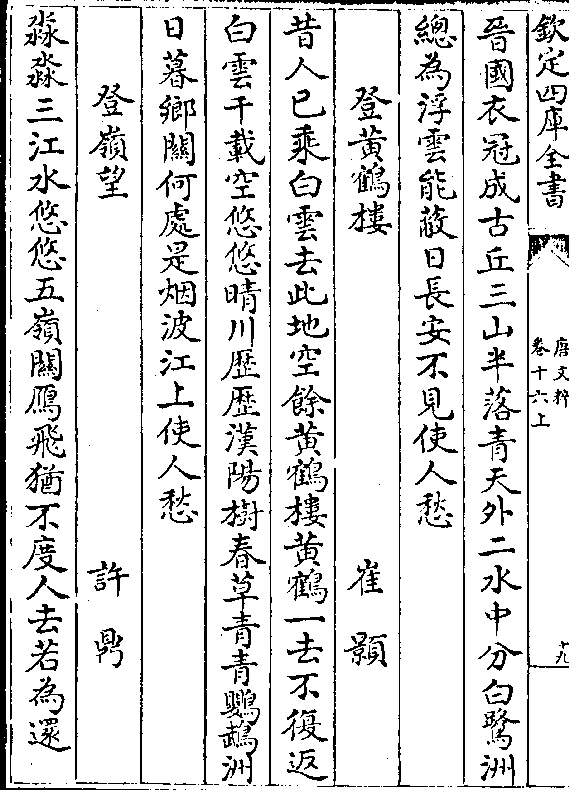 欽定四庫全書
唐文粹
卷十六上
十九
晉國衣冠成古丘三山半落青天外二水中分白鷺洲
總為浮雲能蔽日長安不見使人愁
登黃鶴樓 崔顥
昔人已乘白雲去此地空餘黃鶴樓黃鶴一去不復返
白雲千載空悠悠晴川歷歷漢陽樹春草青青鸚鵡洲
日暮鄉關何處是烟波江上使人愁
登嶺望 許鼎
淼淼三江水悠悠五嶺關鴈飛猶不度人去若為還